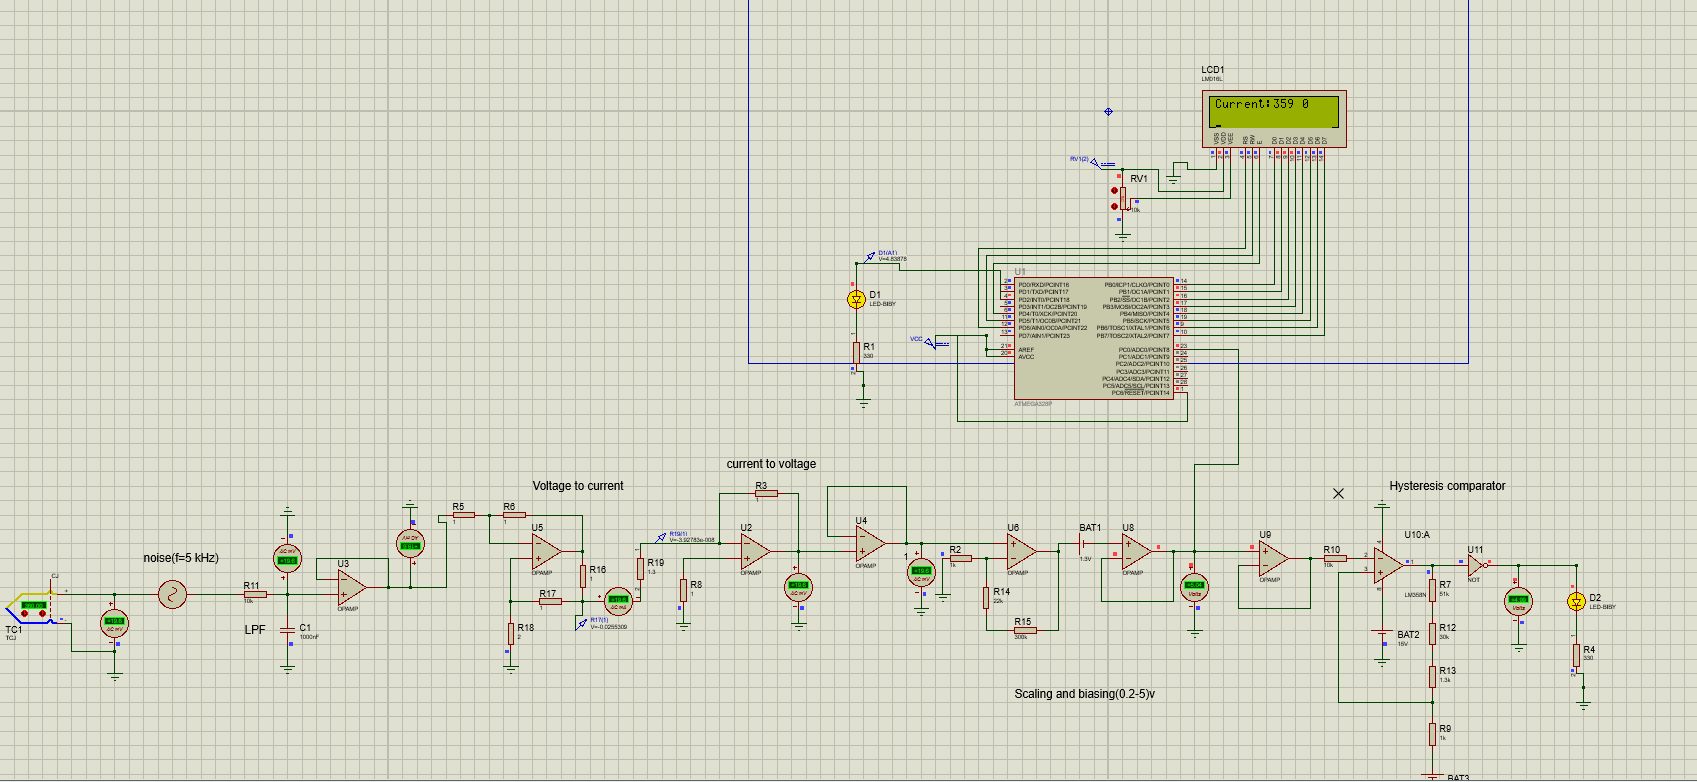 LCD1
LM016L
Current:359 0
VSS
VDD
VEE
RS
RW
E
D0
D1
D2
D3
D4
D5
D6
D7
RV1(2)
RV1
10k
D1(A1)
V=4.83878
D1
LED-BIBY
R1
330
VCC
U1
PD0/RXD/PCINT16
PD1/TXD/PCINT17
PD2/INT0/PCINT18
PD3/INT1/OC2B/PCINT19
PD4/T0/XCK/PCINT20
PD5/T1/OC0B/PCINT21
PD6/AIN0/OC0A/PCINT22
PD7/AIN1/PCINT23
AREF
AVCC
PB0/ICP1/CLKO/PCINT0
PB1/OC1A/PCINT1
PB2/SS/OC1B/PCINT2
PB3/MOSI/OC2A/PCINT3
PB4/MISO/PCINT4
PB5/SCK/PCINT5
PB6/TOSC1/XTAL1/PCINT6
PB7/TOSC2/XTAL2/PCINT7
PC0/ADC0/PCINT8
PC1/ADC1/PCINT9
PC2/ADC2/PCINT10
PC3/ADC3/PCINT11
PC4/ADC4/SDA/PCINT12
PC5/ADC5/SCL/PCINT13
PC6/RESET/PCINT14
ATMEGA328P
current to voltage
Voltage to current
Hysteresis comparator
noise(f=5 kHz)
LPF
Scaling and biasing(0.2-5)v
CJ
TC1
TCJ
R11
10k
C1
1000nF
U3
OPAMP
R5
1
R6
1
U5
OPAMP
R16
1
R17
1
R18
2
R17(1)
V=-0.0255309
R19(1)
V=-3.92783e-008
R19
1.3
R3
1
U2
OPAMP
R8
1
U4
OPAMP
1
R2
1k
R14
22k
R15
300k
U6
OPAMP
BAT1
1.3V
U8
OPAMP
Volts
U9
OPAMP
R10
10k
U10:A
LM358N
BAT2
15V
R7
51k
R12
30k
R13
1.3k
R9
1k
BAT3
U11
NOT
Volts
D2
LED-BIBY
R4
330